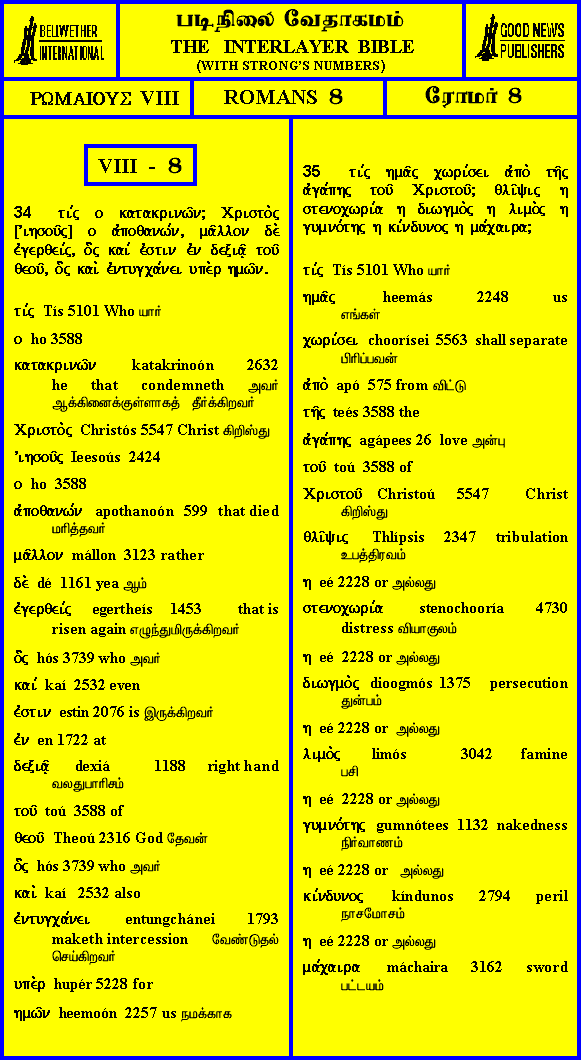 BELLWETHER
INTERNATIONAL
படிநிலை வேதாகமம்
THE INTERLAYER BIBLE
(WITH STRONG'S NUMBERS)
GOOD NEWS
PUBLISHERS
ΡΩΜΑΙΟΥΣ VIII
ROMANS 8
ரோமர் 8
VIII - 8
34 τίς ο κατακρινῶν; Χριστὸς
[Ἰησοῦς] ο ἀποθανών, μᾶλλον δὲ
ἐγερθείς, ὅς καί ἐστιν ἐν δεξιᾷ τοῦ
θεοῦ, ὅς καὶ ἐντυγχάνει υπὲρ ημῶν.
τίς Tís 5101 Who யார்
ο ho 3588
κατακρινῶν katakrinoón 2632
he that condemneth அவர்
ஆக்கினைக்குள்ளாகத் தீர்க்கிறவர்
Χριστὸς Christós 5547 Christ கிறிஸ்து
Ἰησοῦς Ieesoús 2424
ο ho 3588
ἀποθανών apothanoón 599 that died
மரித்தவர்
μᾶλλον mállon 3123 rather
δὲ dé 1161 yea ஆம்
ἐγερθείς egertheís 1453 that is
risen again எழுந்துமிருக்கிறவர்
ὅς hós 3739 who அவர்
καί kaí 2532 even
ἐστιν estin 2076 is இருக்கிறவர்
ἐν en 1722 at
δεξιᾷ dexiá 1188 right hand
வலதுபாரிசம்
τοῦ toú 3588 of
θεοῦ Theoú 2316 God தேவன்
ὅς hós 3739 who அவர்
καὶ kaí 2532 also
ἐντυγχάνει entungchánei 1793
maketh intercession வேண்டுதல்
செய்கிறவர்
υπὲρ hupér 5228 for
ημῶν heemoón 2257 us நமக்காக
35 τίς ημᾶς χωρίσει ἀπὸ τῆς
ἀγάπης τοῦ Χριστοῦ; θλῖψις η
στενοχωρία η διωγμὸς η λιμὸς η
γυμνότης η κίνδυνος η μάχαιρα;
τίς Tís 5101 Who யார்
ημᾶς heemás 2248 us
எங்கள்
χωρίσει choorísei 5563 shall separate
பிரிப்பவன்
ἀπὸ apó 575 from விட்டு
τῆς teés 3588 the
ἀγάπης agápees 26 love அன்பு
τοῦ toú 3588 of
Χριστοῦ Christoú 5547 Christ
கிறிஸ்து
θλῖψις Thlípsis 2347 tribulation
உபத்திரவம்
η eé 2228 or அல்லது
στενοχωρία stenochooría 4730
distress வியாகுலம்
η eé 2228 or அல்லது
διωγμὸς dioogmós 1375 persecution
துன்பம்
η eé 2228 or அல்லது
λιμὸς limós 3042 famine
பசி
η eé 2228 or அல்லது
γυμνότης gumnótees 1132 nakedness
நிர்வாணம்
η eé 2228 or அல்லது
κίνδυνος kíndunos 2794 peril
நாசமோசம்
η eé 2228 or அல்லது
μάχαιρα máchaira 3162 sword
பட்டயம்